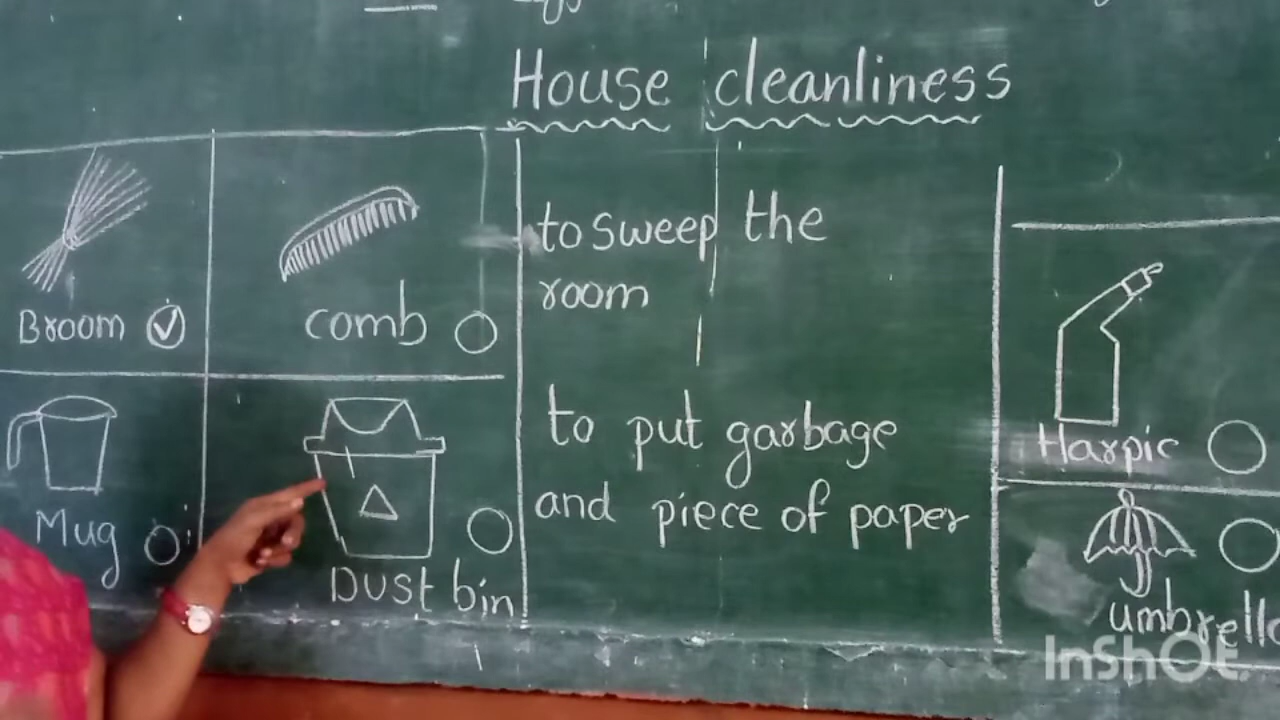 House cleanliness
Broom
comb
to sweep the
room
Mug
Dust bin
to put garbage
and piece of paper
Harpic
umbrella
InShOt